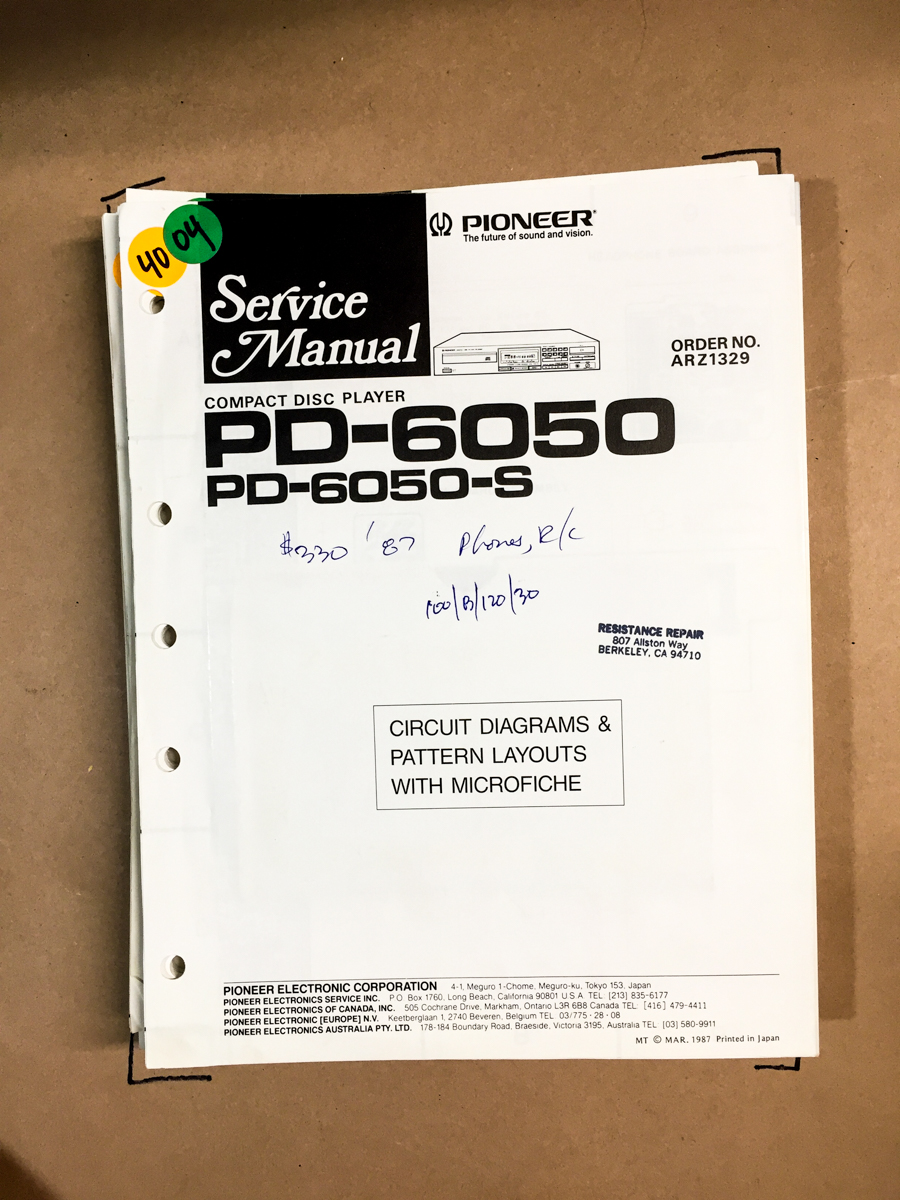 40
04
PIONEER®
The future of sound and vision.
Service
Manual
ORDER NO.
ARZ1329
COMPACT DISC PLAYER
PD-6050
PD-6050-S
$330 '87 Phones, R/C
100/B/120/30
RESISTANCE REPAIR
807 Allston Way
BERKELEY, CA 94710
CIRCUIT DIAGRAMS &
PATTERN LAYOUTS
WITH MICROFICHE
PIONEER ELECTRONIC CORPORATION 4-1, Meguro 1-Chome, Meguro-ku, Tokyo 153, Japan
PIONEER ELECTRONICS SERVICE INC. P O Box 1760, Long Beach, California 90801 U.S.A. TEL [213] 835-6177
PIONEER ELECTRONICS OF CANADA, INC. 505 Cochrane Drive, Markham, Ontario L3R 8B8 Canada TEL [416] 479-4411
PIONEER ELECTRONIC [EUROPE] N.V. Keetberglaan 1, 2740 Beveren, Belgium TEL 03/775·28·08
PIONEER ELECTRONICS AUSTRALIA PTY. LTD. 178-184 Boundary Road, Braeside, Victoria 3195, Australia TEL [03] 580-9911
MT © MAR. 1987 Printed in Japan